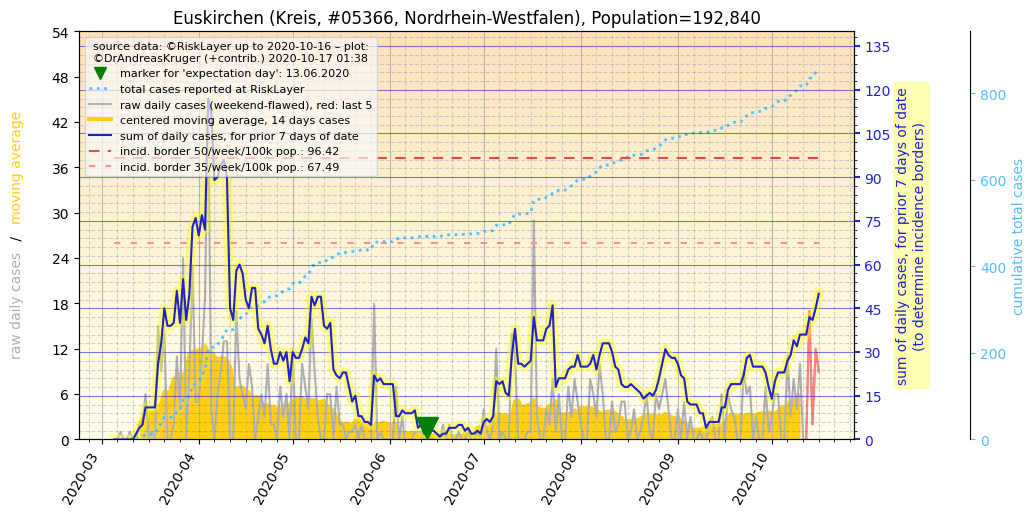 Euskirchen (Kreis, #05366, Nordrhein-Westfalen), Population=192,840
source data: ©RiskLayer up to 2020-10-16 – plot:
©DrAndreasKruger (+contrib.) 2020-10-17 01:38
marker for 'expectation day': 13.06.2020
total cases reported at RiskLayer
raw daily cases (weekend-flawed), red: last 5
centered moving average, 14 days cases
sum of daily cases, for prior 7 days of date
incid. border 50/week/100k pop.: 96.42
incid. border 35/week/100k pop.: 67.49
raw daily cases / moving average
54
48
42
36
30
24
18
12
6
0
2020-03
2020-04
2020-05
2020-06
2020-07
2020-08
2020-09
2020-10
135
120
105
90
75
60
45
30
15
0
sum of daily cases, for prior 7 days of date
(to determine incidence borders)
800
600
400
200
0
cumulative total cases